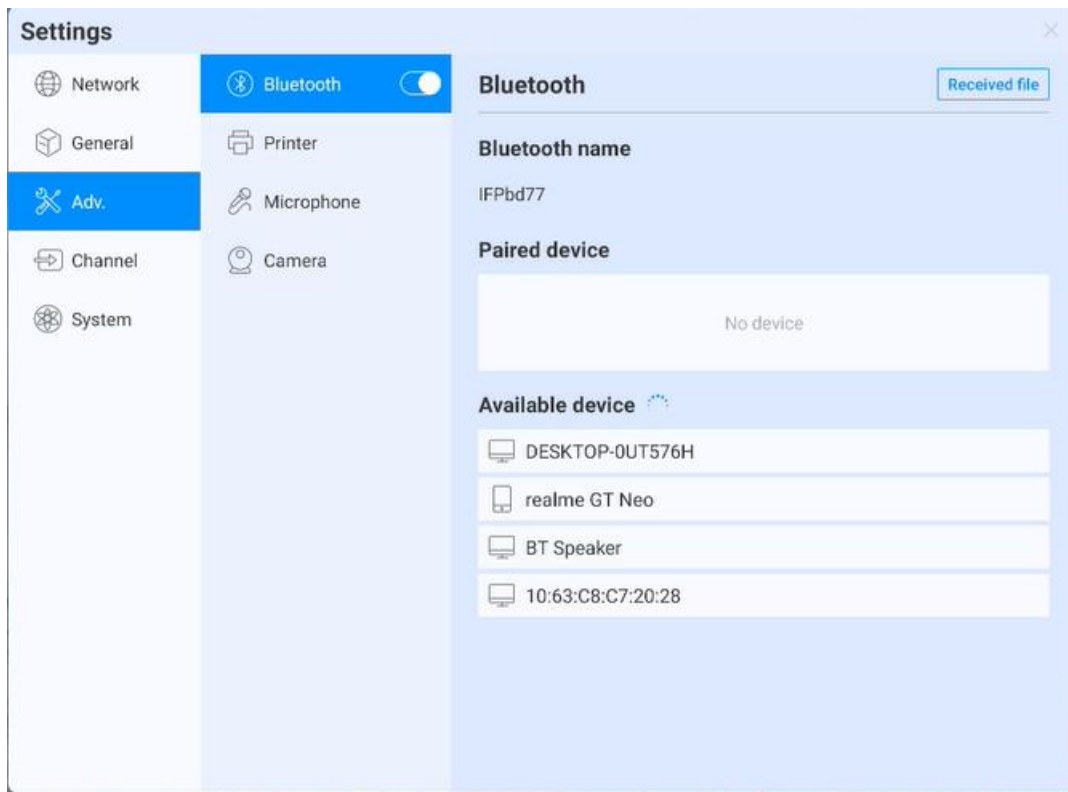 Settings
Network
General
Adv.
Channel
System
Bluetooth
Printer
Microphone
Camera
Bluetooth
Received file
Bluetooth name
IFPbd77
Paired device
No device
Available device
DESKTOP-0UT576H
realme GT Neo
BT Speaker
10:63:C8:C7:20:28